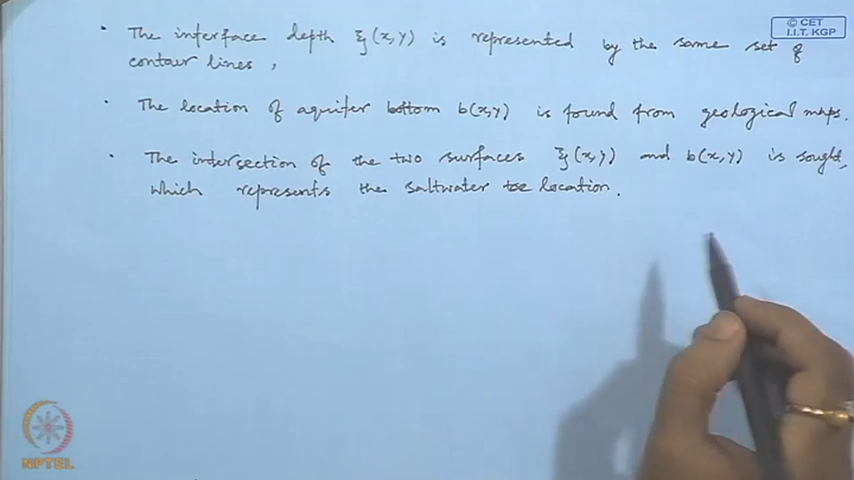 © CET
I.I.T. KGP
· The interface depth ξ(x,y) is represented by the same set of
contour lines,
· The location of aquifer bottom b(x,y) is found from geological maps.
· The intersection of the two surfaces ξ(x,y) and b(x,y) is sought,
which represents the saltwater toe location.
NPTEL